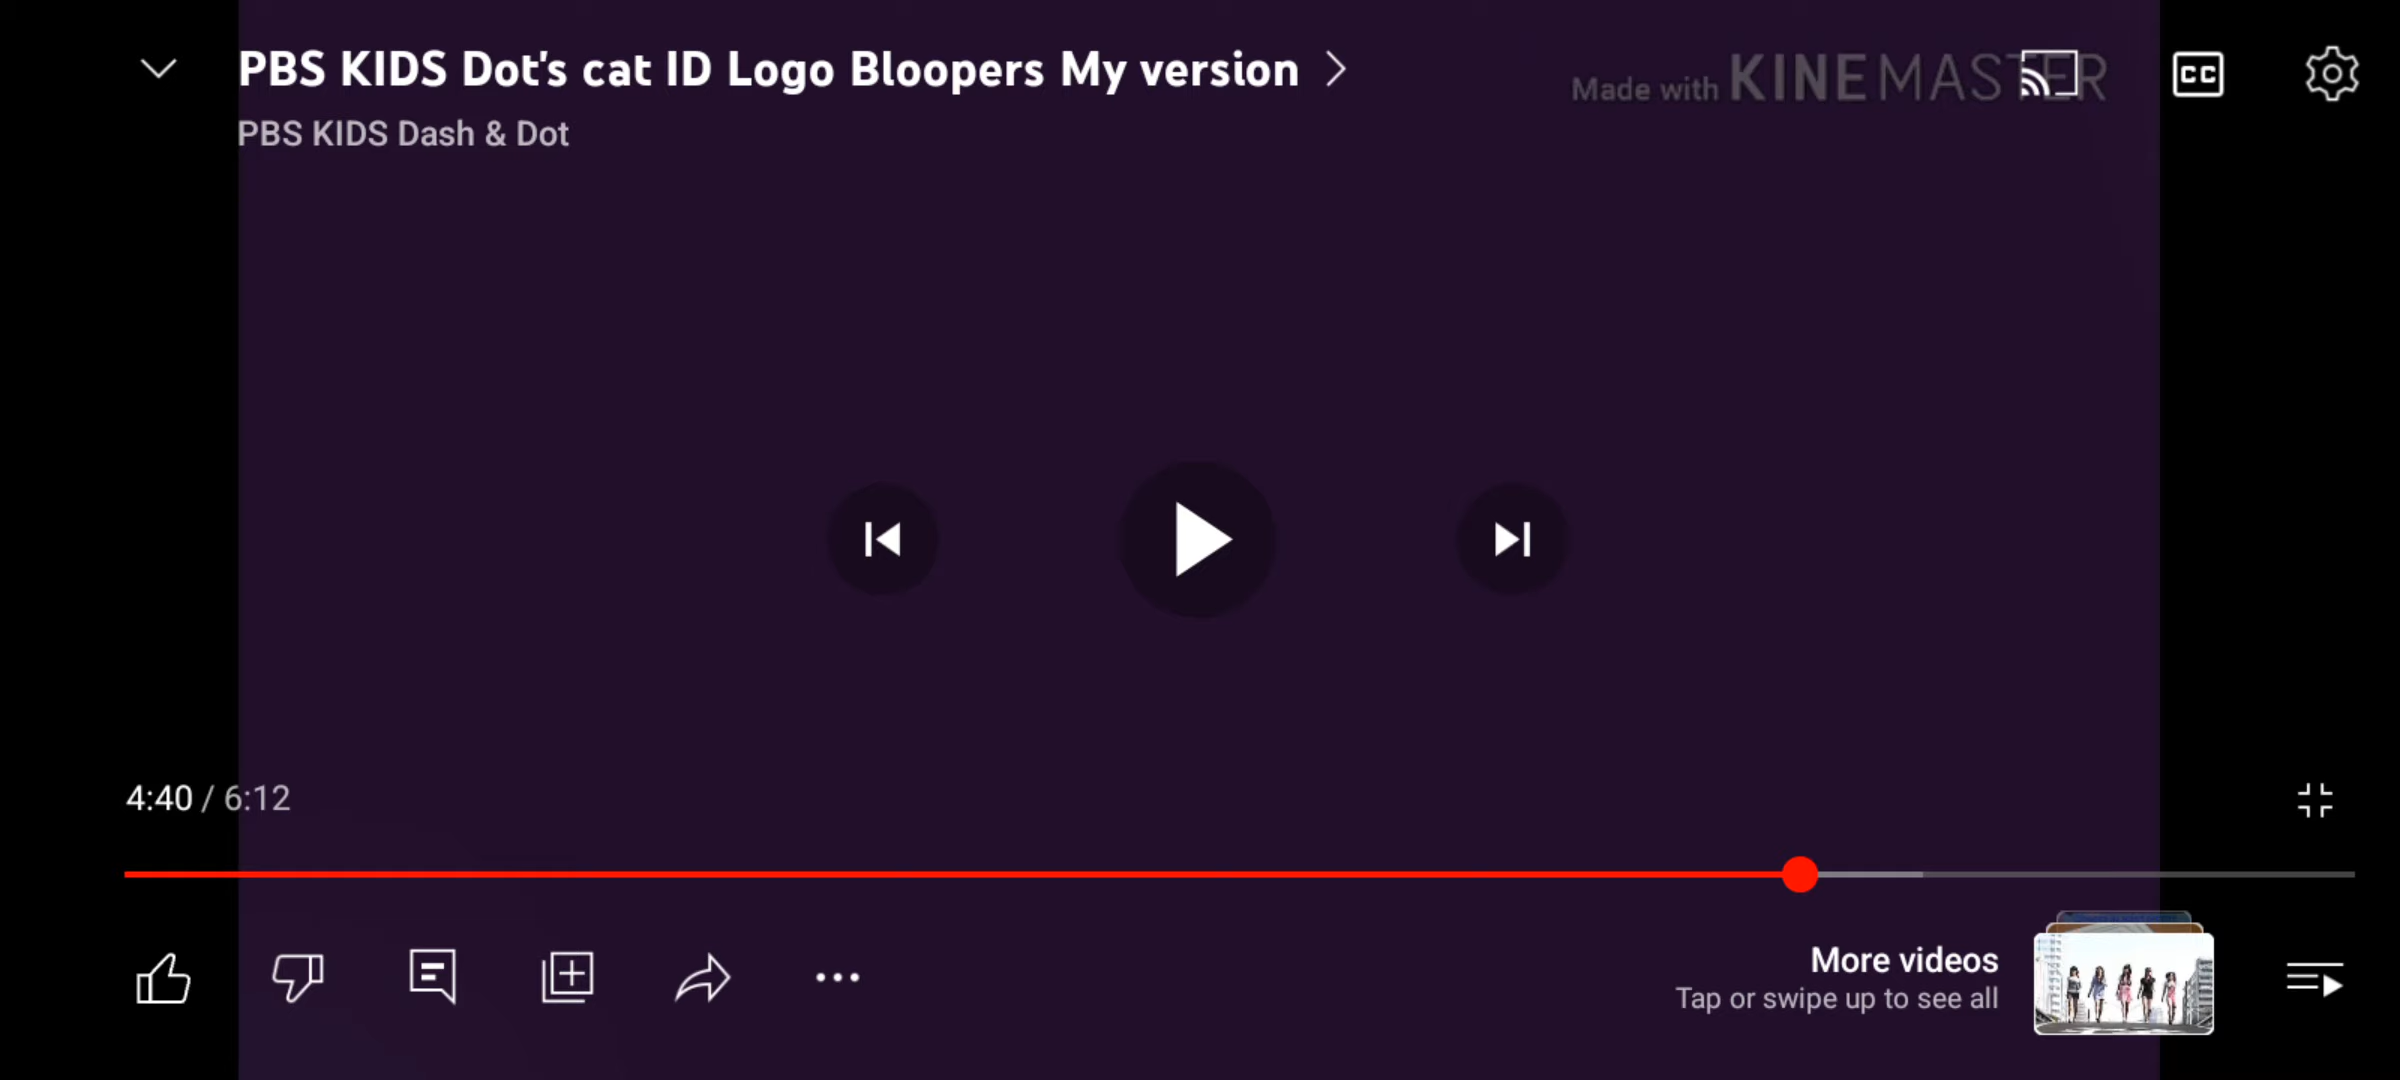 PBS KIDS Dot's cat ID Logo Bloopers My version
Made with KINEMASTER
CC
PBS KIDS Dash & Dot
4:40 / 6:12
More videos
Tap or swipe up to see all